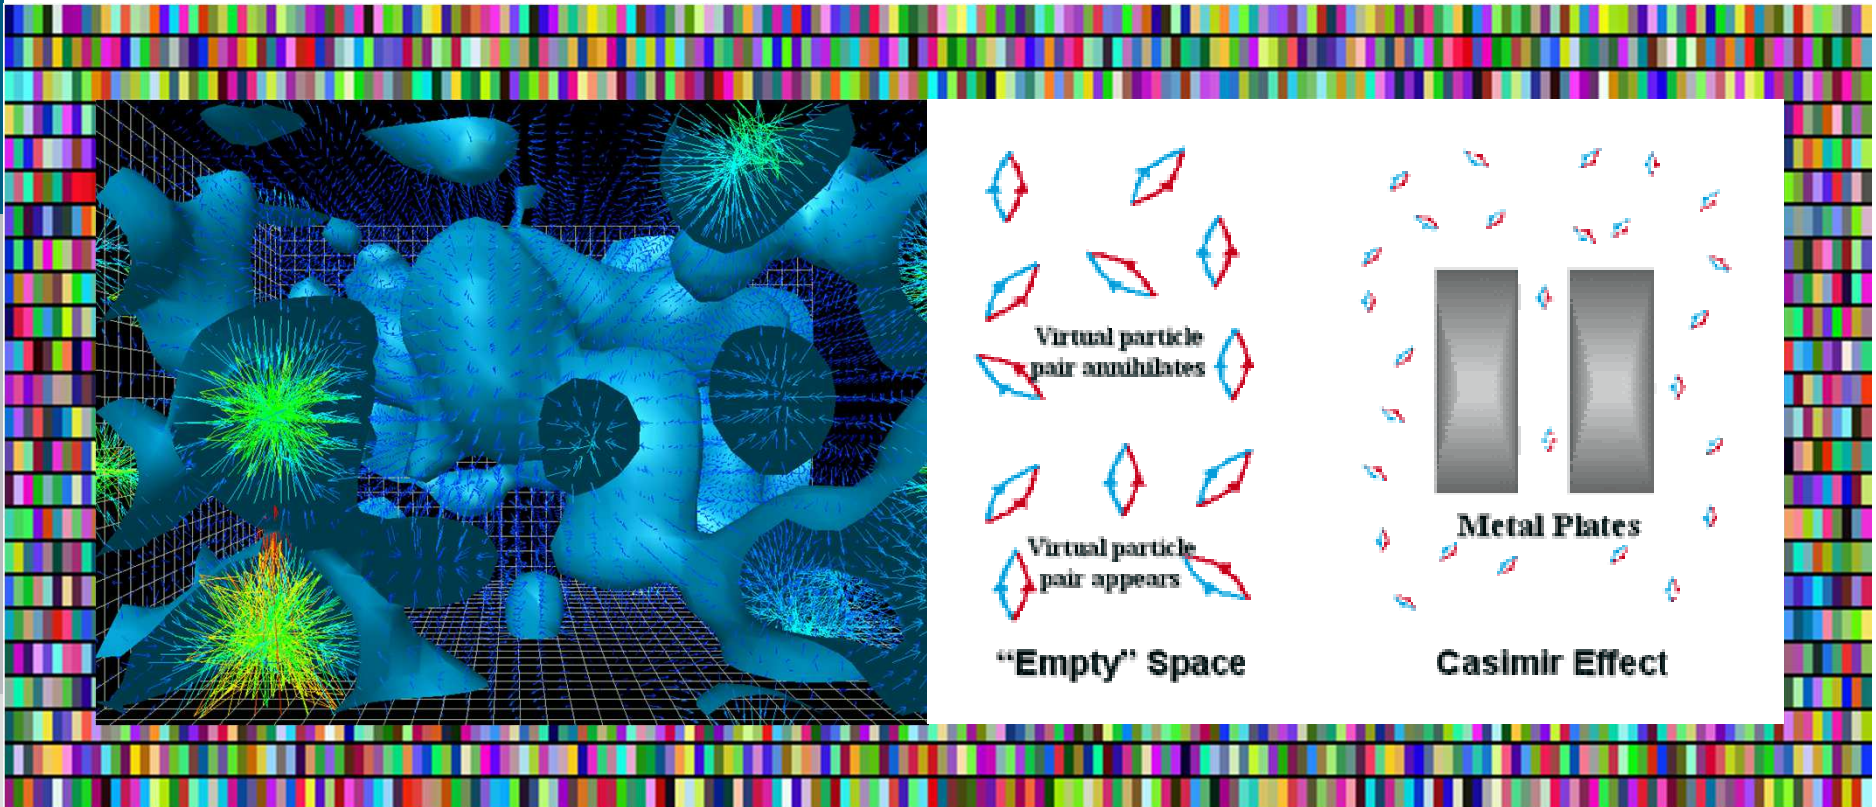 Virtual particle
pair annihilates
Virtual particle
pair appears
“Empty” Space
Metal Plates
Casimir Effect